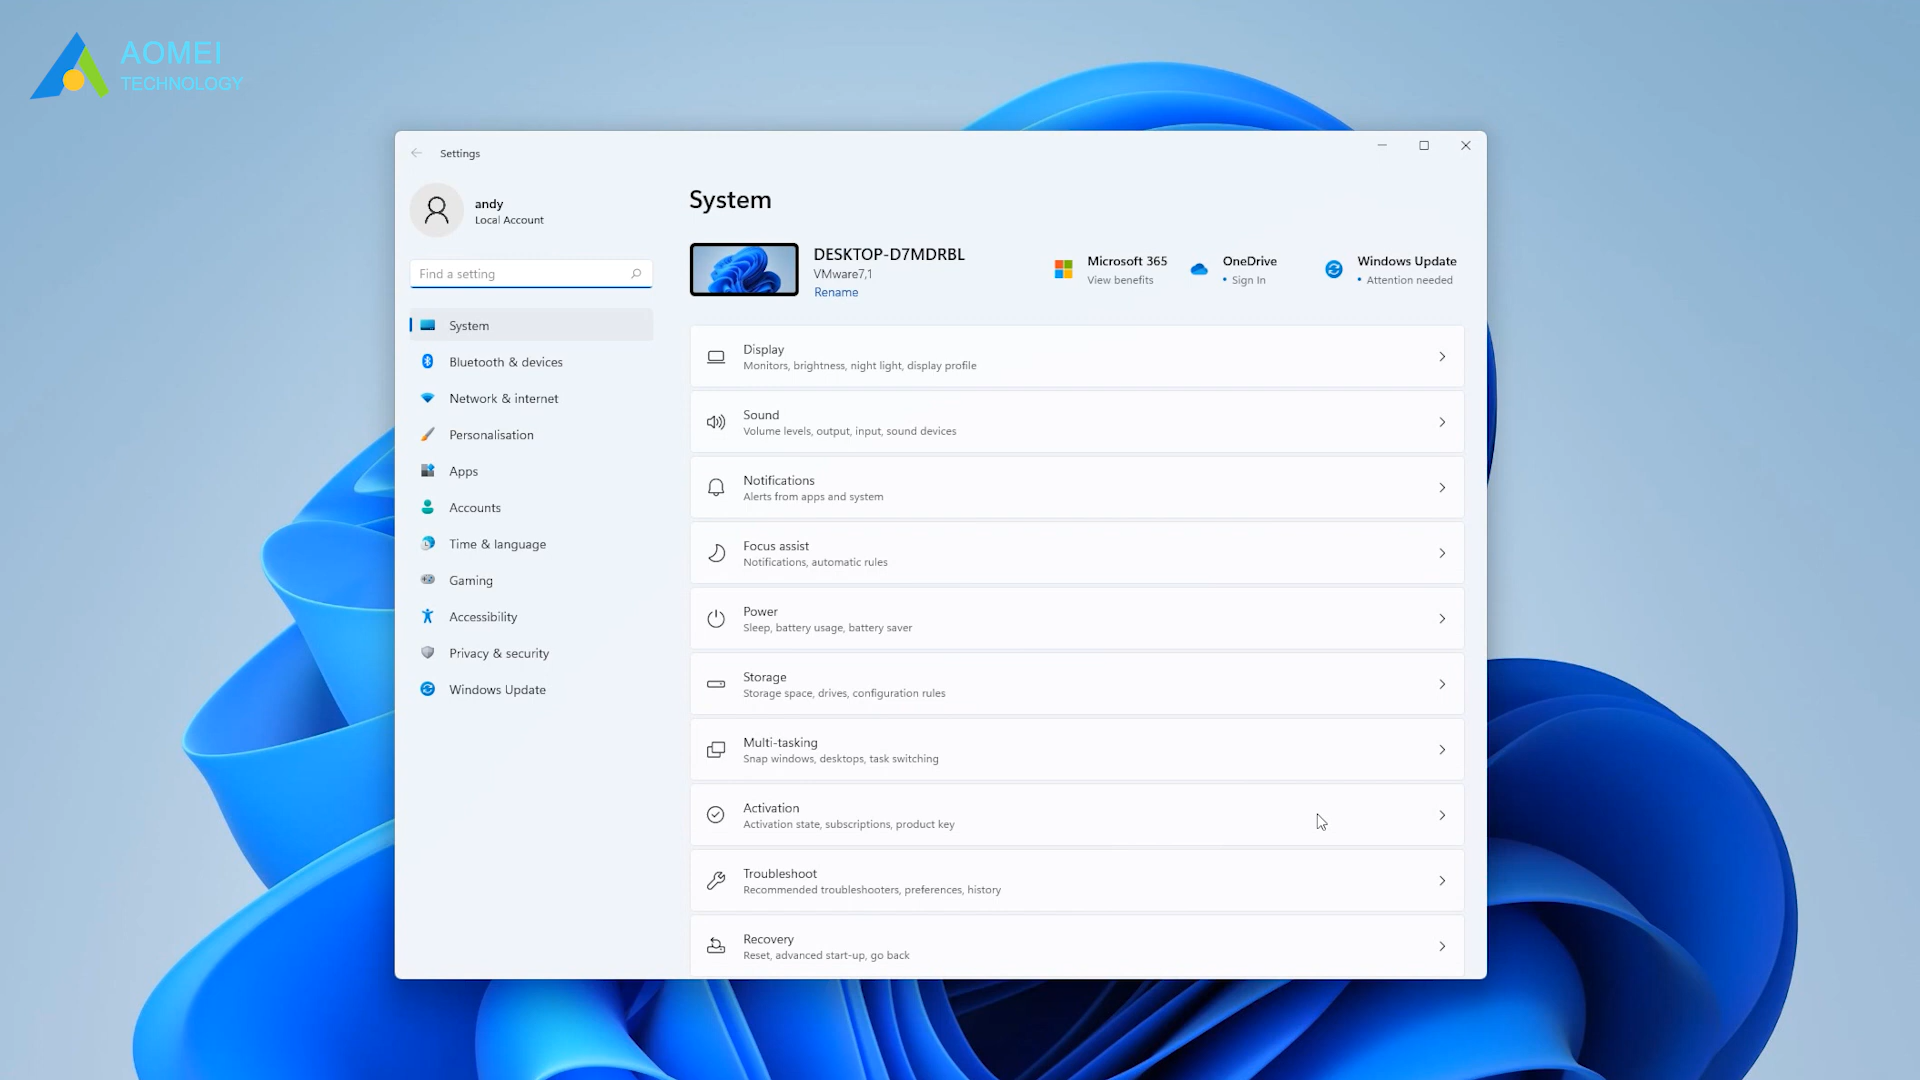 AOMEI
TECHNOLOGY
Settings
andy
Local Account
Find a setting
System
Bluetooth & devices
Network & internet
Personalisation
Apps
Accounts
Time & language
Gaming
Accessibility
Privacy & security
Windows Update
System
DESKTOP-D7MDRBL
VMware7,1
Rename
Microsoft 365
View benefits
OneDrive
• Sign In
Windows Update
• Attention needed
Display
Monitors, brightness, night light, display profile
Sound
Volume levels, output, input, sound devices
Notifications
Alerts from apps and system
Focus assist
Notifications, automatic rules
Power
Sleep, battery usage, battery saver
Storage
Storage space, drives, configuration rules
Multi-tasking
Snap windows, desktops, task switching
Activation
Activation state, subscriptions, product key
Troubleshoot
Recommended troubleshooters, preferences, history
Recovery
Reset, advanced start-up, go back